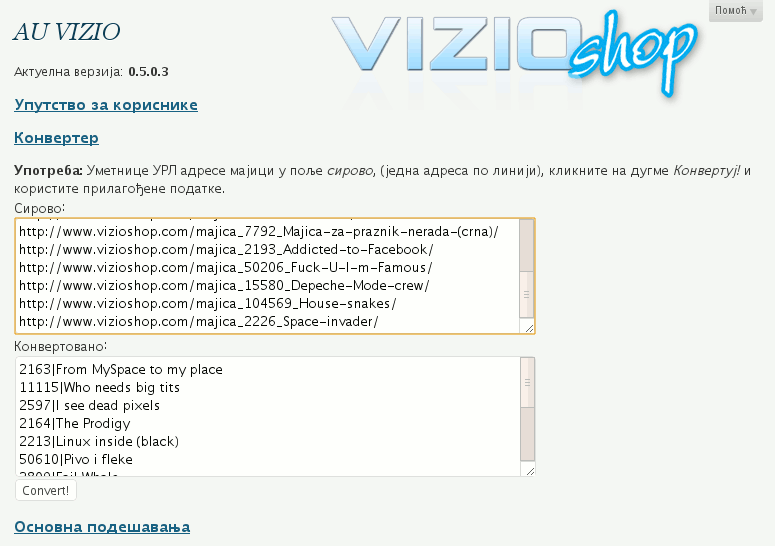 Помоћ
AU VIZIO
VIZIO shop
Актуелна верзија: 0.5.0.3
Упутство за кориснике
Конвертер
Употреба: Уметнице УРЛ адресе мајици у поље сирово, (једна адреса по линији), кликните на дугме Конвертуј! и
користите прилагођене податке.
Сирово:
http://www.vizioshop.com/majica_7792_Majica-za-praznik-nerada-(crna)/
http://www.vizioshop.com/majica_2193_Addicted-to-Facebook/
http://www.vizioshop.com/majica_50206_Fuck-U-I-m-Famous/
http://www.vizioshop.com/majica_15580_Depeche-Mode-crew/
http://www.vizioshop.com/majica_104569_House-snakes/
http://www.vizioshop.com/majica_2226_Space-invader/
Конвертовано:
2163|From MySpace to my place
11115|Who needs big tits
2597|I see dead pixels
2164|The Prodigy
2213|Linux inside (black)
50610|Pivo i fleke
Convert!
Основна подешавања